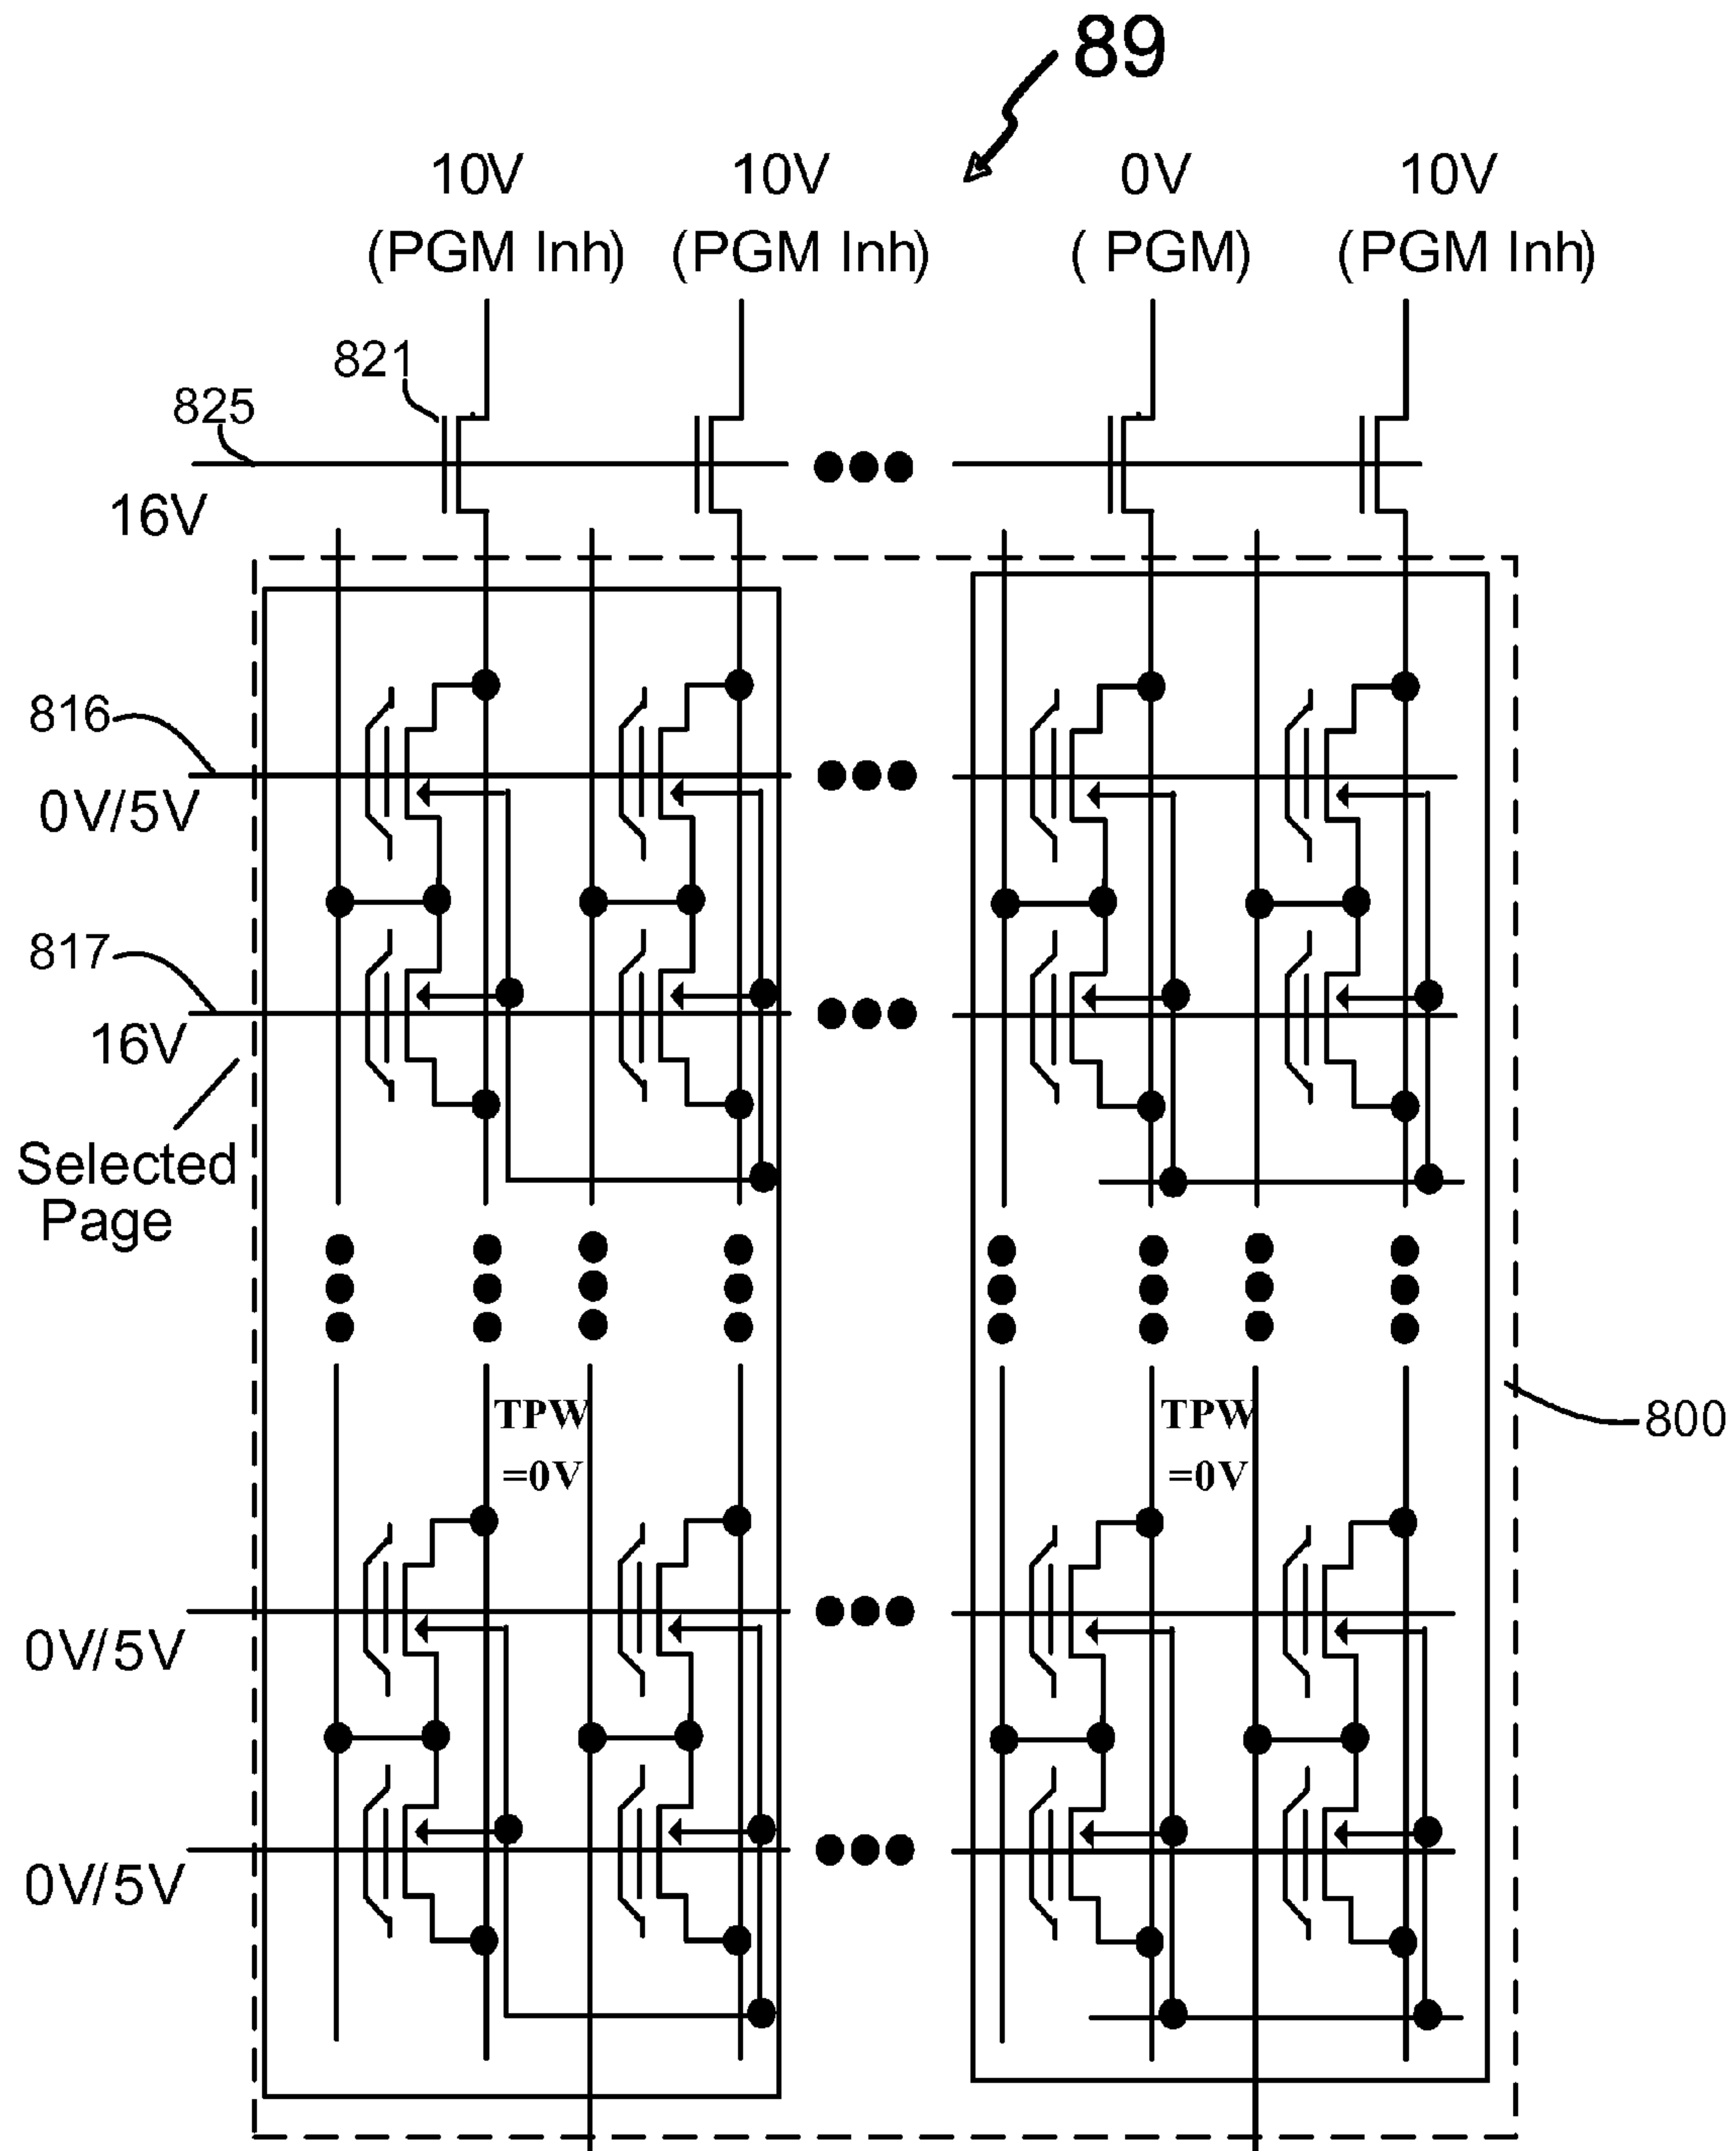 89
10V 10V 0V 10V
(PGM Inh) (PGM Inh) ( PGM) (PGM Inh)
821
825
16V
816
0V/5V
817
16V
Selected
Page
TPW TPW
=0V =0V
800
0V/5V
0V/5V